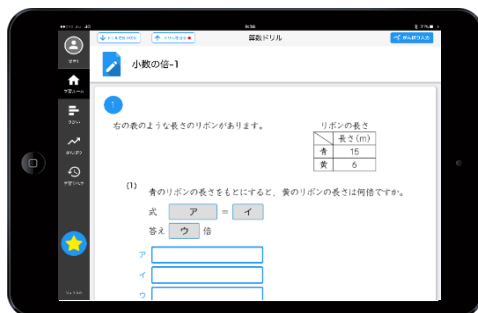 算数ドリル
小数の倍-1
1
右の表のような長さのリボンがあります。
リボンの長さ
長さ(m)
青 15
黄 6
(1) 青のリボンの長さをもとにすると、黄のリボンの長さは何倍ですか。
式 ア = イ
答え ウ 倍
ア
イ
ウ